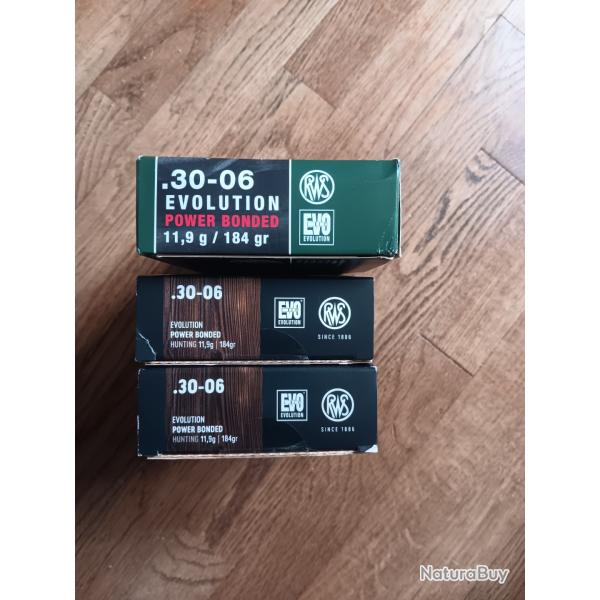 .30-06
EVOLUTION
POWER BONDED
11,9 g / 184 gr
RWS
EVO
EVOLUTION
.30-06
EVOLUTION
POWER BONDED
HUNTING 11,9g | 184gr
EVO
EVOLUTION
RWS
SINCE 1886
.30-06
EVOLUTION
POWER BONDED
HUNTING 11,9g | 184gr
EVO
EVOLUTION
RWS
SINCE 1886
NaturaBuy